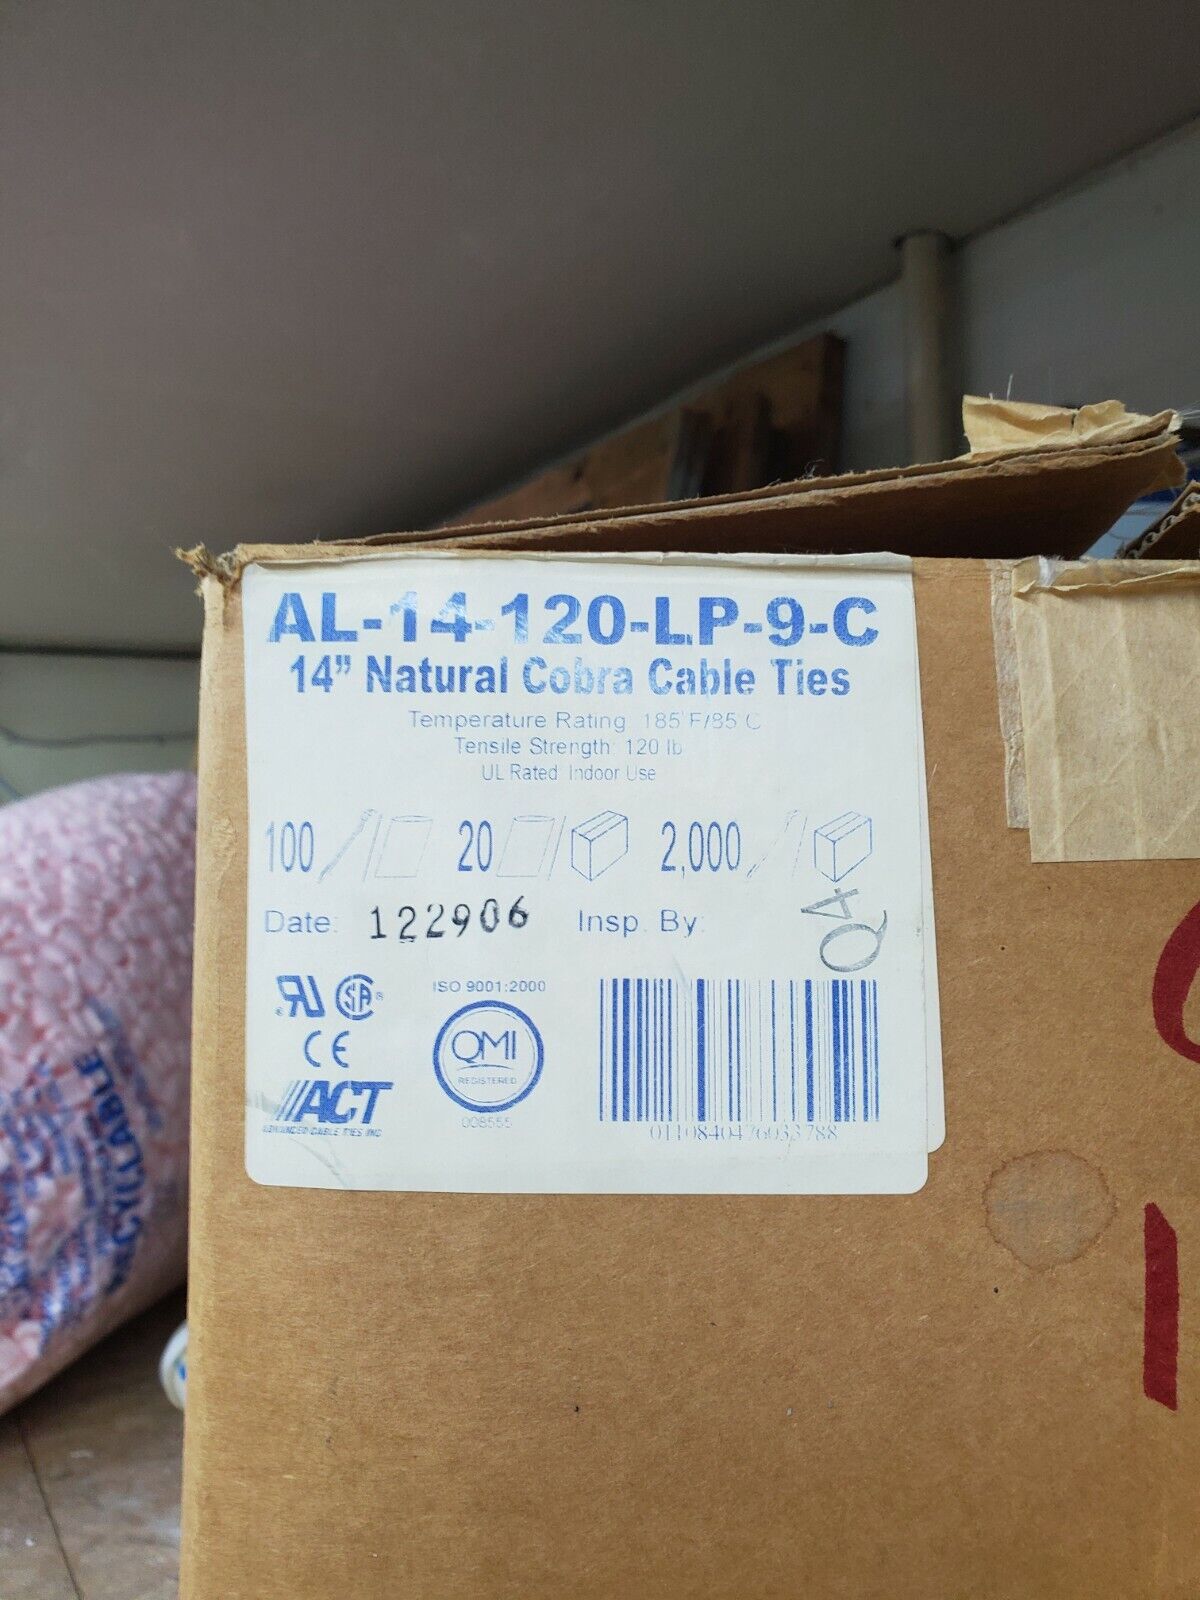 AL-14-120-LP-9-C
14" Natural Cobra Cable Ties
Temperature Rating: 185°F/85°C
Tensile Strength: 120 lb
UL Rated: Indoor Use
100 20 2,000
Date: 122906 Insp. By: Q4
ISO 9001:2000
QMI
REGISTERED
008555
CE
ACT
ADVANCED CABLE TIES INC
0110840476033788
1